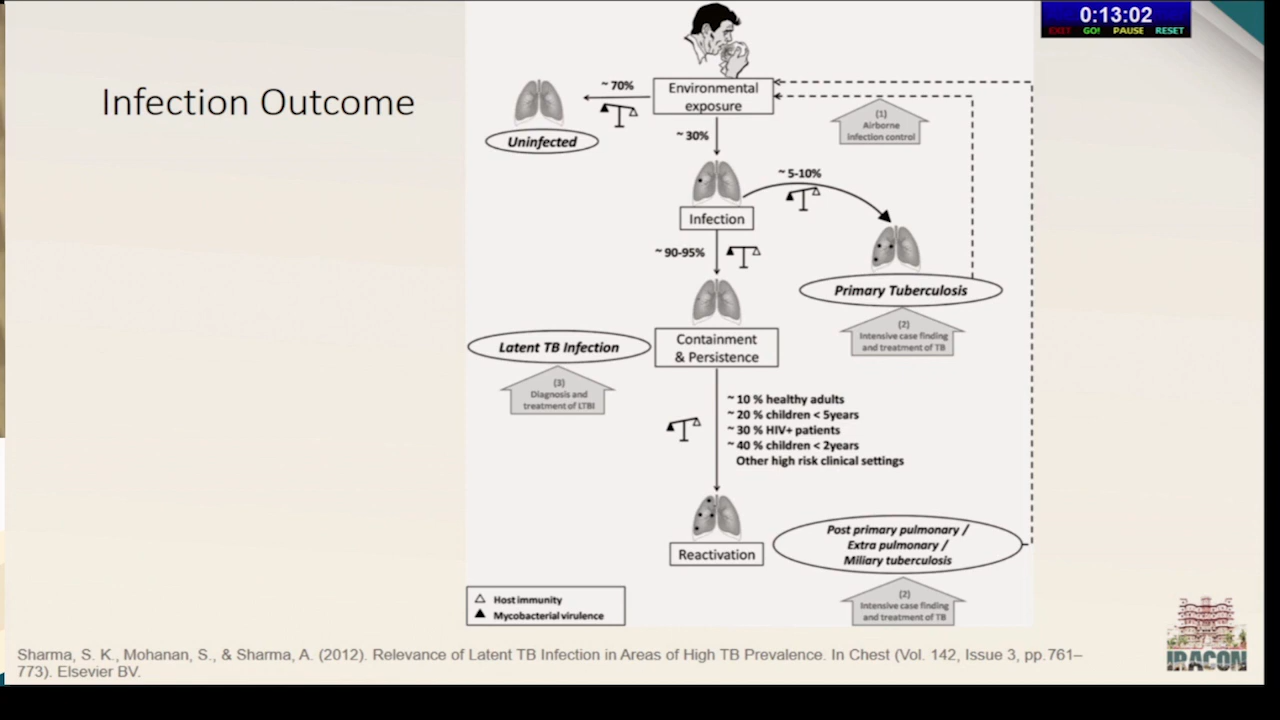 0:13:02
EXIT GO! PAUSE RESET
Infection Outcome
Environmental
exposure
~ 70%
Uninfected
(1)
Airborne
infection control
~ 30%
~ 5-10%
Infection
~ 90-95%
Primary Tuberculosis
(2)
Intensive case finding
and treatment of TB
Containment
& Persistence
Latent TB Infection
(3)
Diagnosis and
treatment of LTBI
~ 10 % healthy adults
~ 20 % children < 5years
~ 30 % HIV+ patients
~ 40 % children < 2years
Other high risk clinical settings
Reactivation
Post primary pulmonary /
Extra pulmonary /
Miliary tuberculosis
(2)
Intensive case finding
and treatment of TB
Host immunity
Mycobacterial virulence
Sharma, S. K., Mohanan, S., & Sharma, A. (2012). Relevance of Latent TB Infection in Areas of High TB Prevalence. In Chest (Vol. 142, Issue 3, pp.761–
773). Elsevier BV.
IRACON